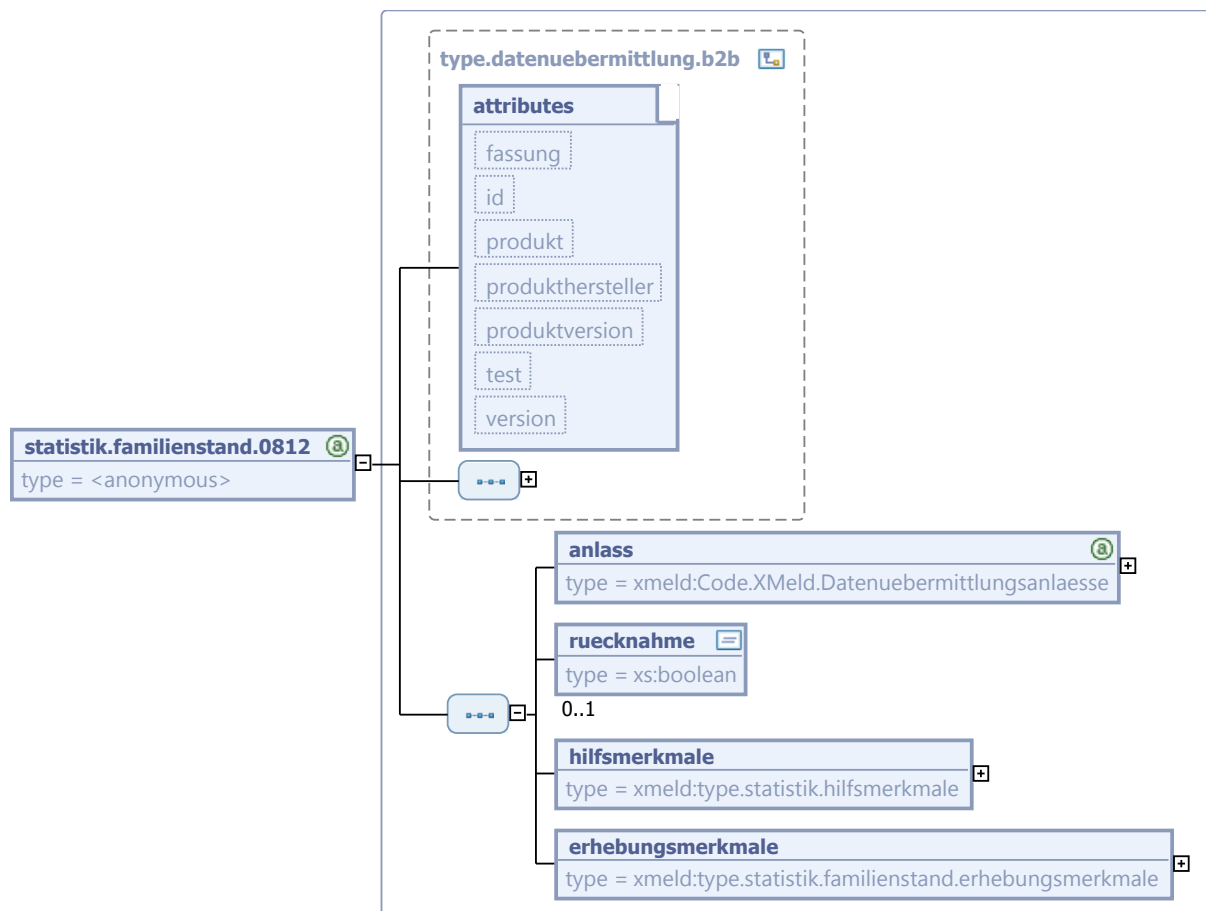 type.datenuebermittlung.b2b
attributes
fassung
id
produkt
produkthersteller
produktversion
test
version
statistik.familienstand.0812 a
type = <anonymous>
anlass a
type = xmeld:Code.XMeld.Datenuebermittlungsanlaesse
ruecknahme
type = xs:boolean
0..1
hilfsmerkmale
type = xmeld:type.statistik.hilfsmerkmale
erhebungsmerkmale
type = xmeld:type.statistik.familienstand.erhebungsmerkmale